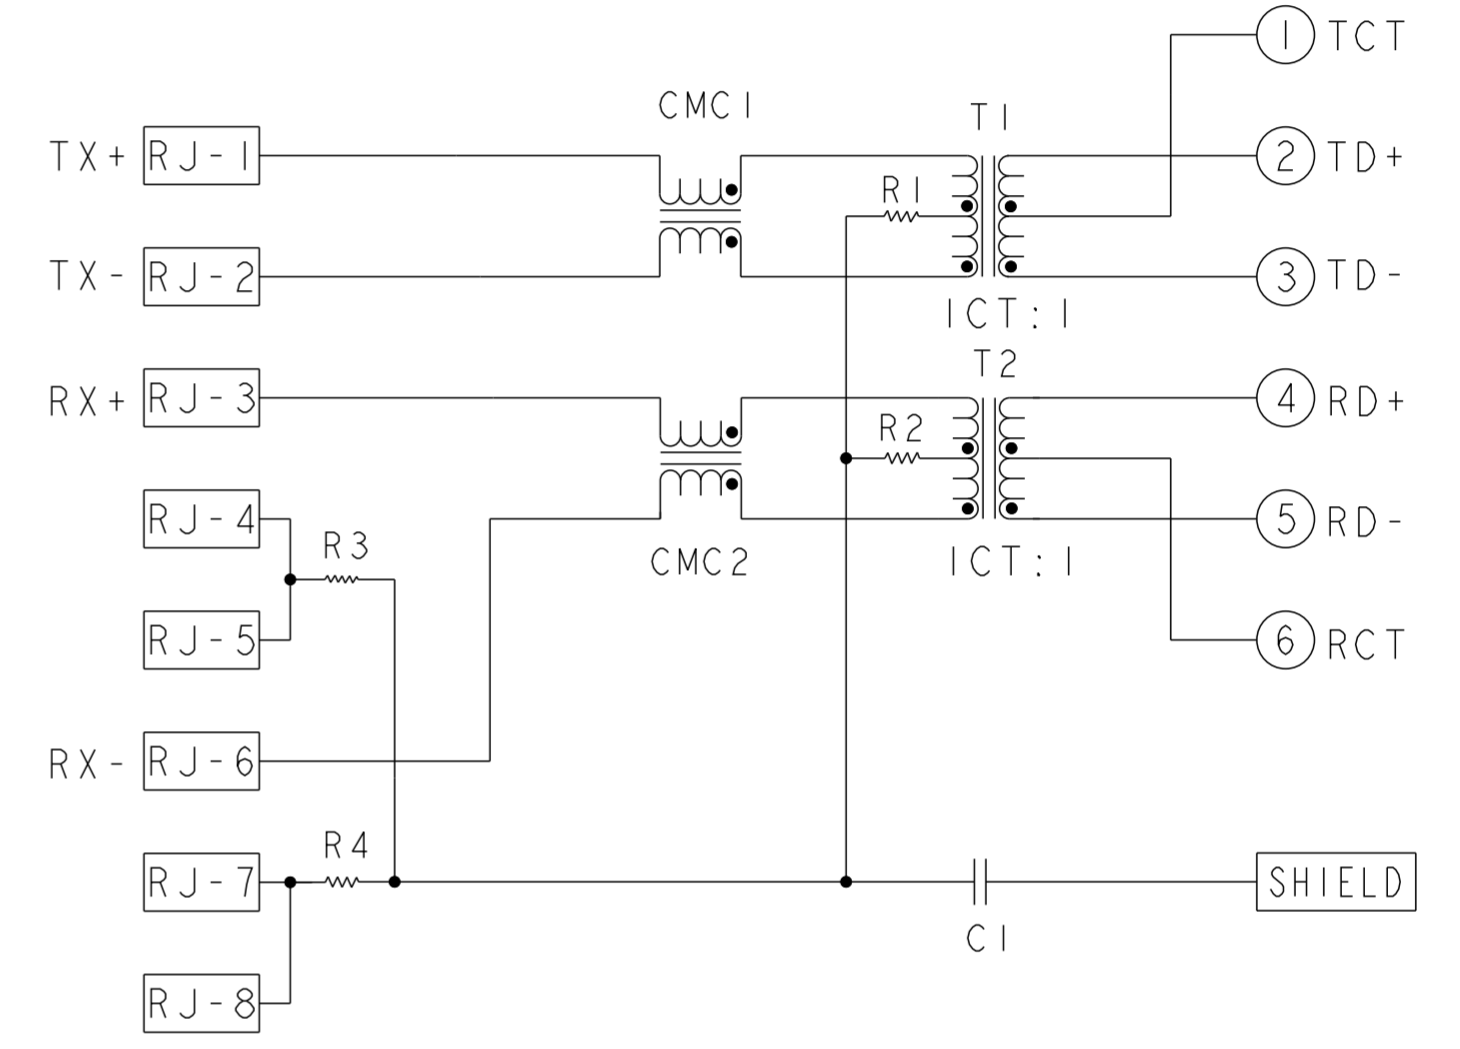 1 TCT
CMC1
T1
TX+ RJ-1
2 TD+
R1
TX- RJ-2
3 TD-
1CT:1
T2
RX+ RJ-3
4 RD+
R2
RJ-4
5 RD-
R3
CMC2
1CT:1
RJ-5
6 RCT
RX- RJ-6
R4
RJ-7
SHIELD
C1
RJ-8